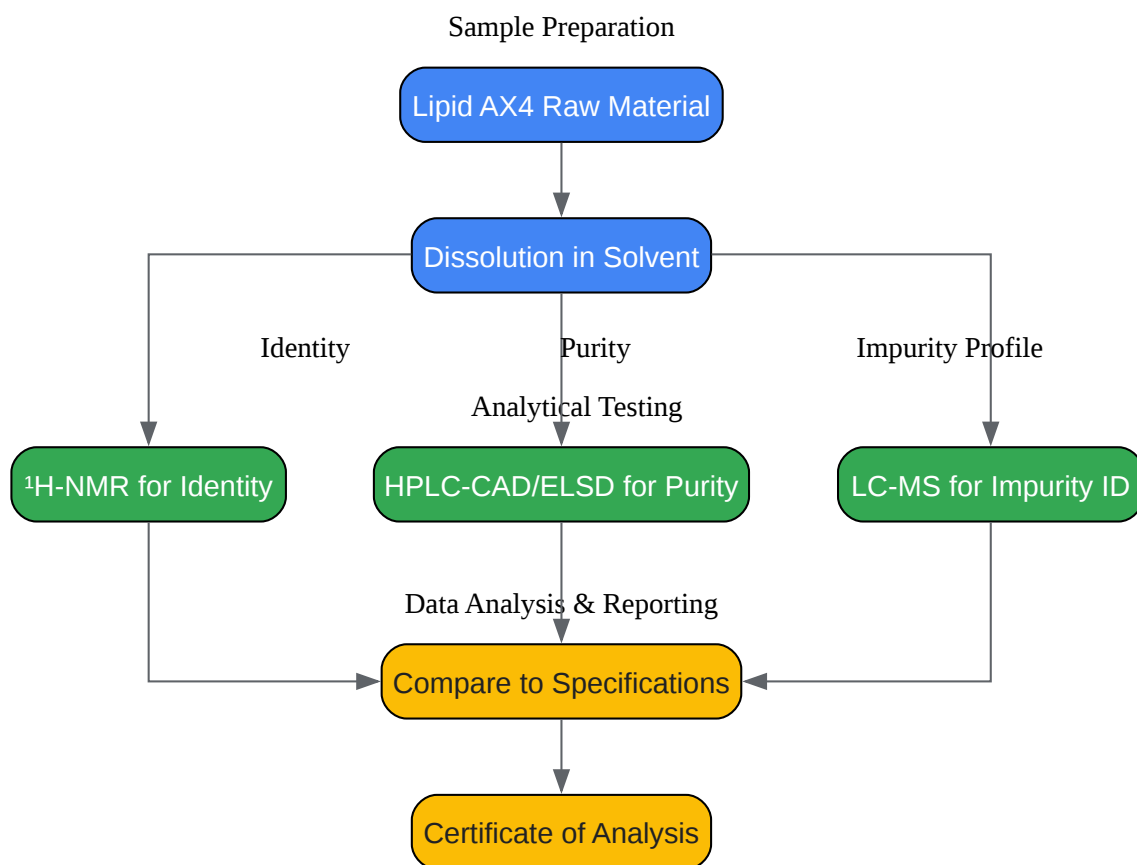 Sample Preparation
Lipid AX4 Raw Material
Dissolution in Solvent
Identity
Purity
Impurity Profile
Analytical Testing
¹H-NMR for Identity
HPLC-CAD/ELSD for Purity
LC-MS for Impurity ID
Data Analysis & Reporting
Compare to Specifications
Certificate of Analysis